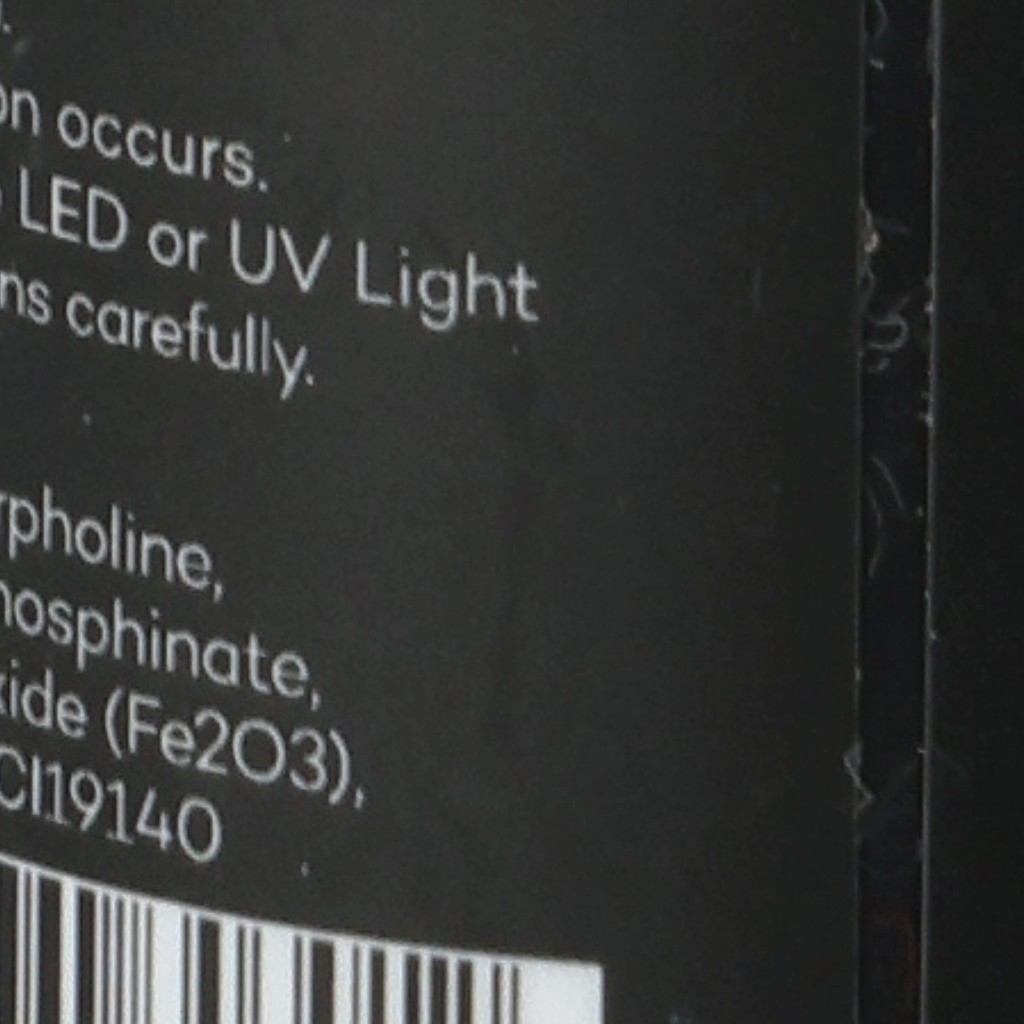 on occurs.
LED or UV Light
ns carefully.
rpholine,
hosphinate,
xide (Fe2O3),
CI19140